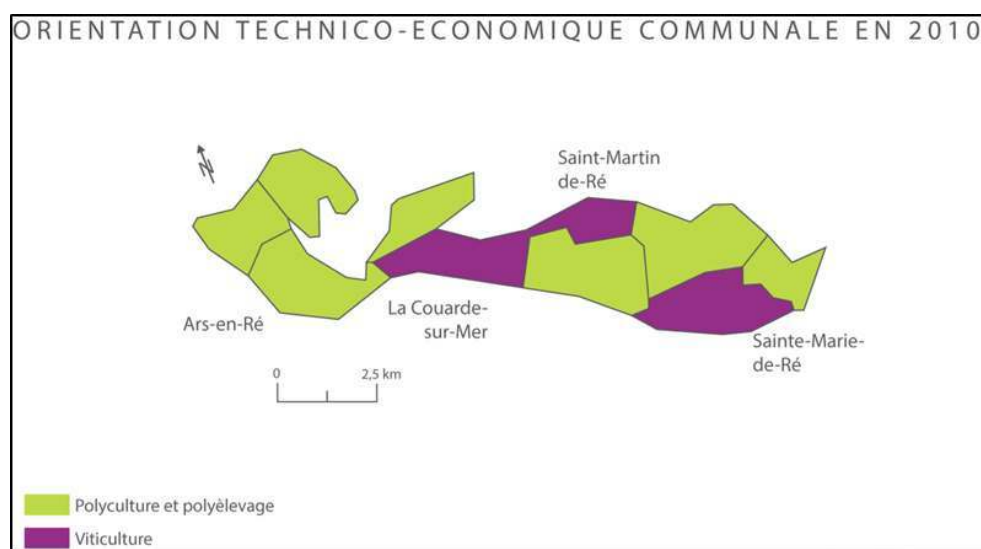 ORIENTATION TECHNICO-ECONOMIQUE COMMUNALE EN 2010
N
Saint-Martin
de-Ré
Ars-en-Ré
La Couarde-
sur-Mer
Sainte-Marie-
de-Ré
0 2,5 km
Polyculture et polyèlevage
Viticulture